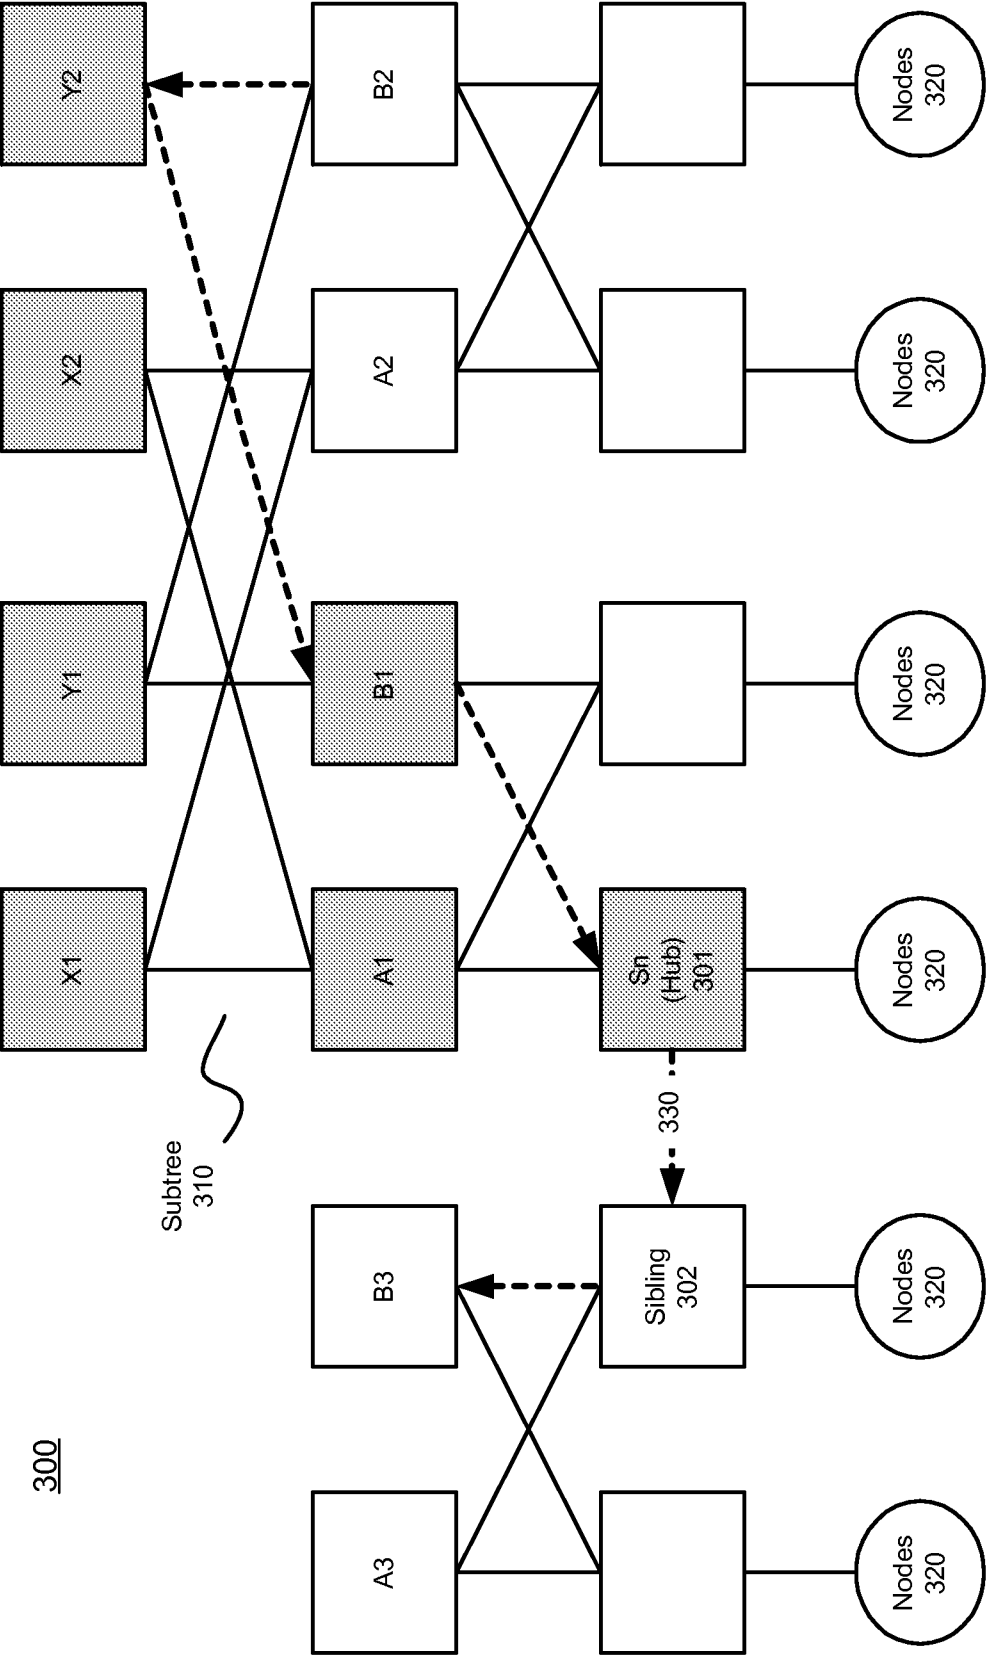 300
X1
Y1
X2
Y2
Subtree
310
A3
B3
A1
B1
A2
B2
Sibling
302
330
Sn
(Hub)
301
Nodes
320
Nodes
320
Nodes
320
Nodes
320
Nodes
320
Nodes
320